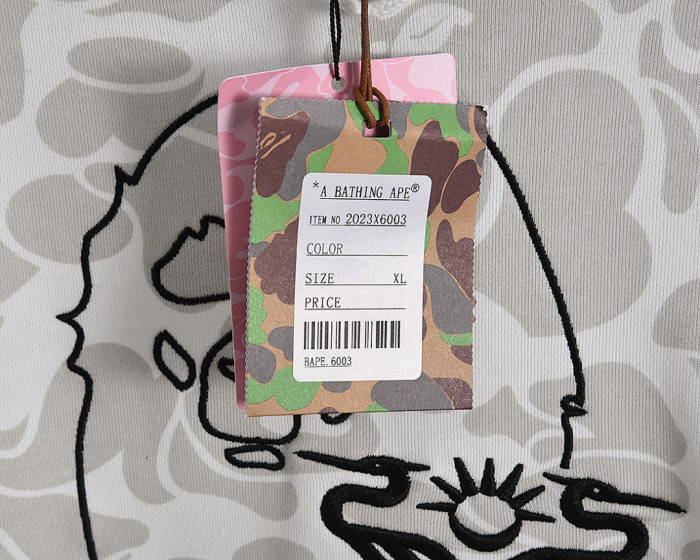 *A BATHING APE®
ITEM NO 2023X6003
COLOR
SIZE XL
PRICE
BAPE.6003